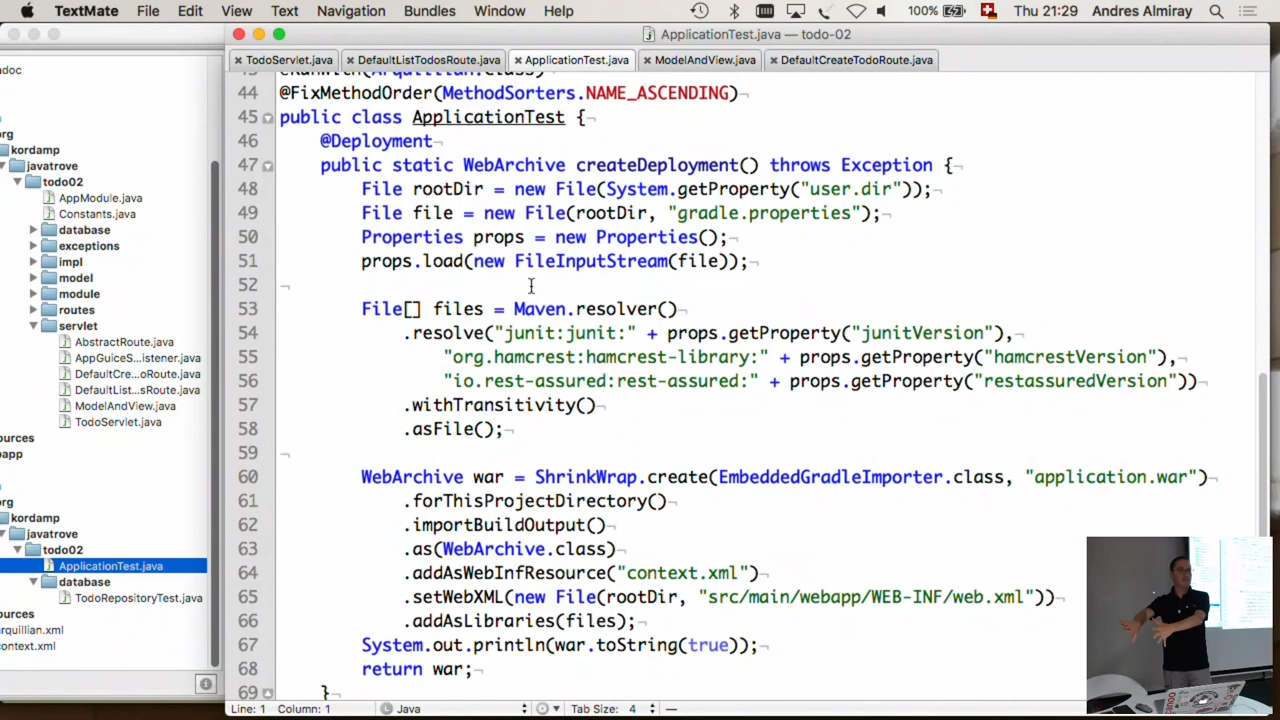 TextMate File Edit View Text Navigation Bundles Window Help 100% Thu 21:29 Andres Almiray
ApplicationTest.java — todo-02
TodoServlet.java DefaultListTodosRoute.java ApplicationTest.java ModelAndView.java DefaultCreateTodoRoute.java
doc
org
kordamp
javatrove
todo02
AppModule.java
Constants.java
database
exceptions
impl
model
module
routes
servlet
AbstractRoute.java
AppGuiceS...istener.java
DefaultCre...oRoute.java
DefaultList...sRoute.java
ModelAndView.java
TodoServlet.java
ources
app
org
kordamp
javatrove
todo02
ApplicationTest.java
database
TodoRepositoryTest.java
ources
arquillian.xml
context.xml
44 @FixMethodOrder(MethodSorters.NAME_ASCENDING)
45 public class ApplicationTest {
46 @Deployment
47 public static WebArchive createDeployment() throws Exception {
48 File rootDir = new File(System.getProperty("user.dir"));
49 File file = new File(rootDir, "gradle.properties");
50 Properties props = new Properties();
51 props.load(new FileInputStream(file));
52
53 File[] files = Maven.resolver()
54 .resolve("junit:junit:" + props.getProperty("junitVersion"),
55 "org.hamcrest:hamcrest-library:" + props.getProperty("hamcrestVersion"),
56 "io.rest-assured:rest-assured:" + props.getProperty("restassuredVersion"))
57 .withTransitivity()
58 .asFile();
59
60 WebArchive war = ShrinkWrap.create(EmbeddedGradleImporter.class, "application.war")
61 .forThisProjectDirectory()
62 .importBuildOutput()
63 .as(WebArchive.class)
64 .addAsWebInfResource("context.xml")
65 .setWebXML(new File(rootDir, "src/main/webapp/WEB-INF/web.xml"))
66 .addAsLibraries(files);
67 System.out.println(war.toString(true));
68 return war;
69 }
Line: 1 Column: 1 Java Tab Size: 4 —